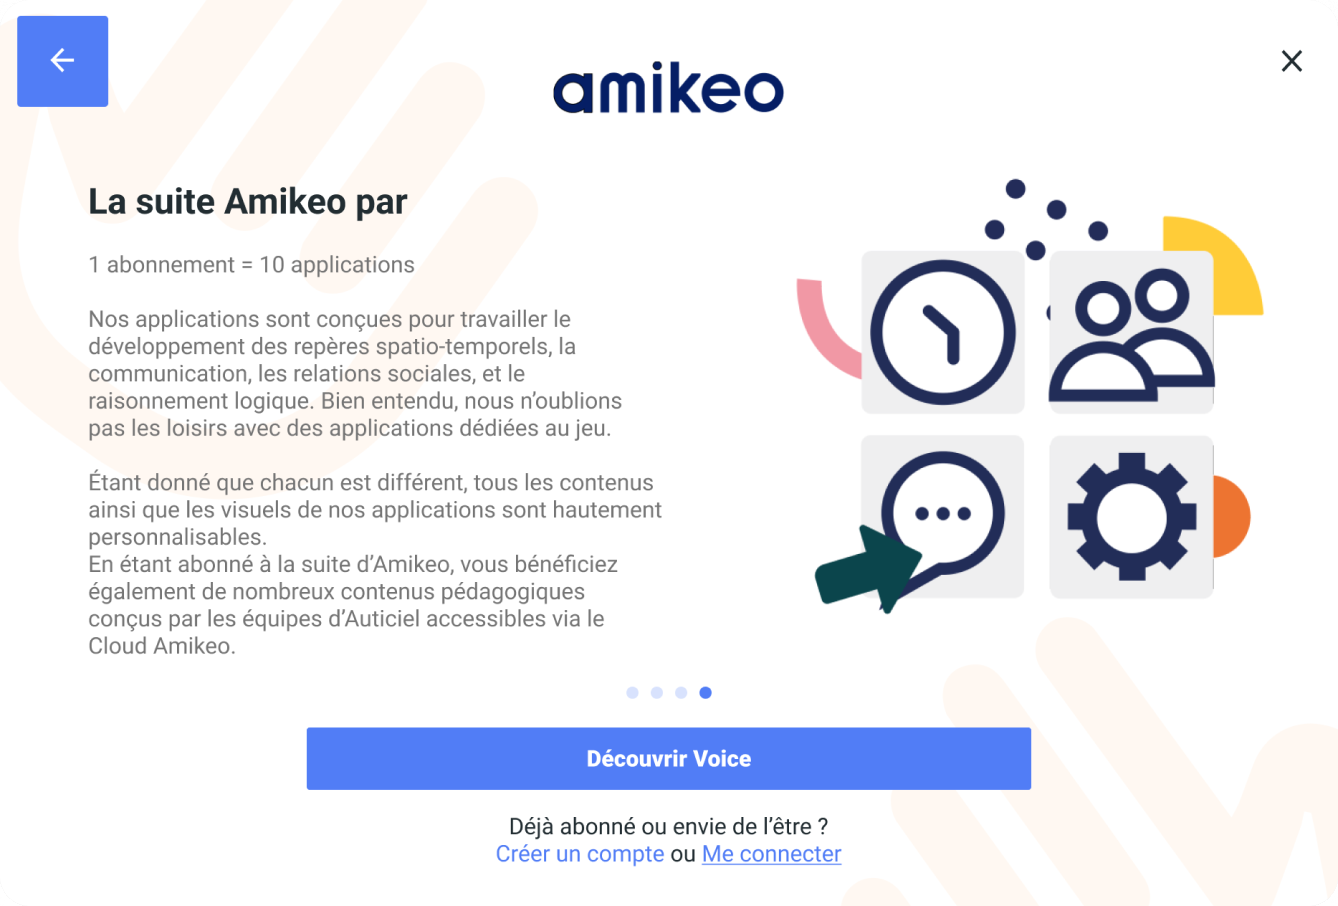 amikeo
La suite Amikeo par
1 abonnement = 10 applications
Nos applications sont conçues pour travailler le
développement des repères spatio-temporels, la
communication, les relations sociales, et le
raisonnement logique. Bien entendu, nous n’oublions
pas les loisirs avec des applications dédiées au jeu.
Étant donné que chacun est différent, tous les contenus
ainsi que les visuels de nos applications sont hautement
personnalisables.
En étant abonné à la suite d’Amikeo, vous bénéficiez
également de nombreux contenus pédagogiques
conçus par les équipes d’Auticiel accessibles via le
Cloud Amikeo.
Découvrir Voice
Déjà abonné ou envie de l’être ?
Créer un compte ou Me connecter